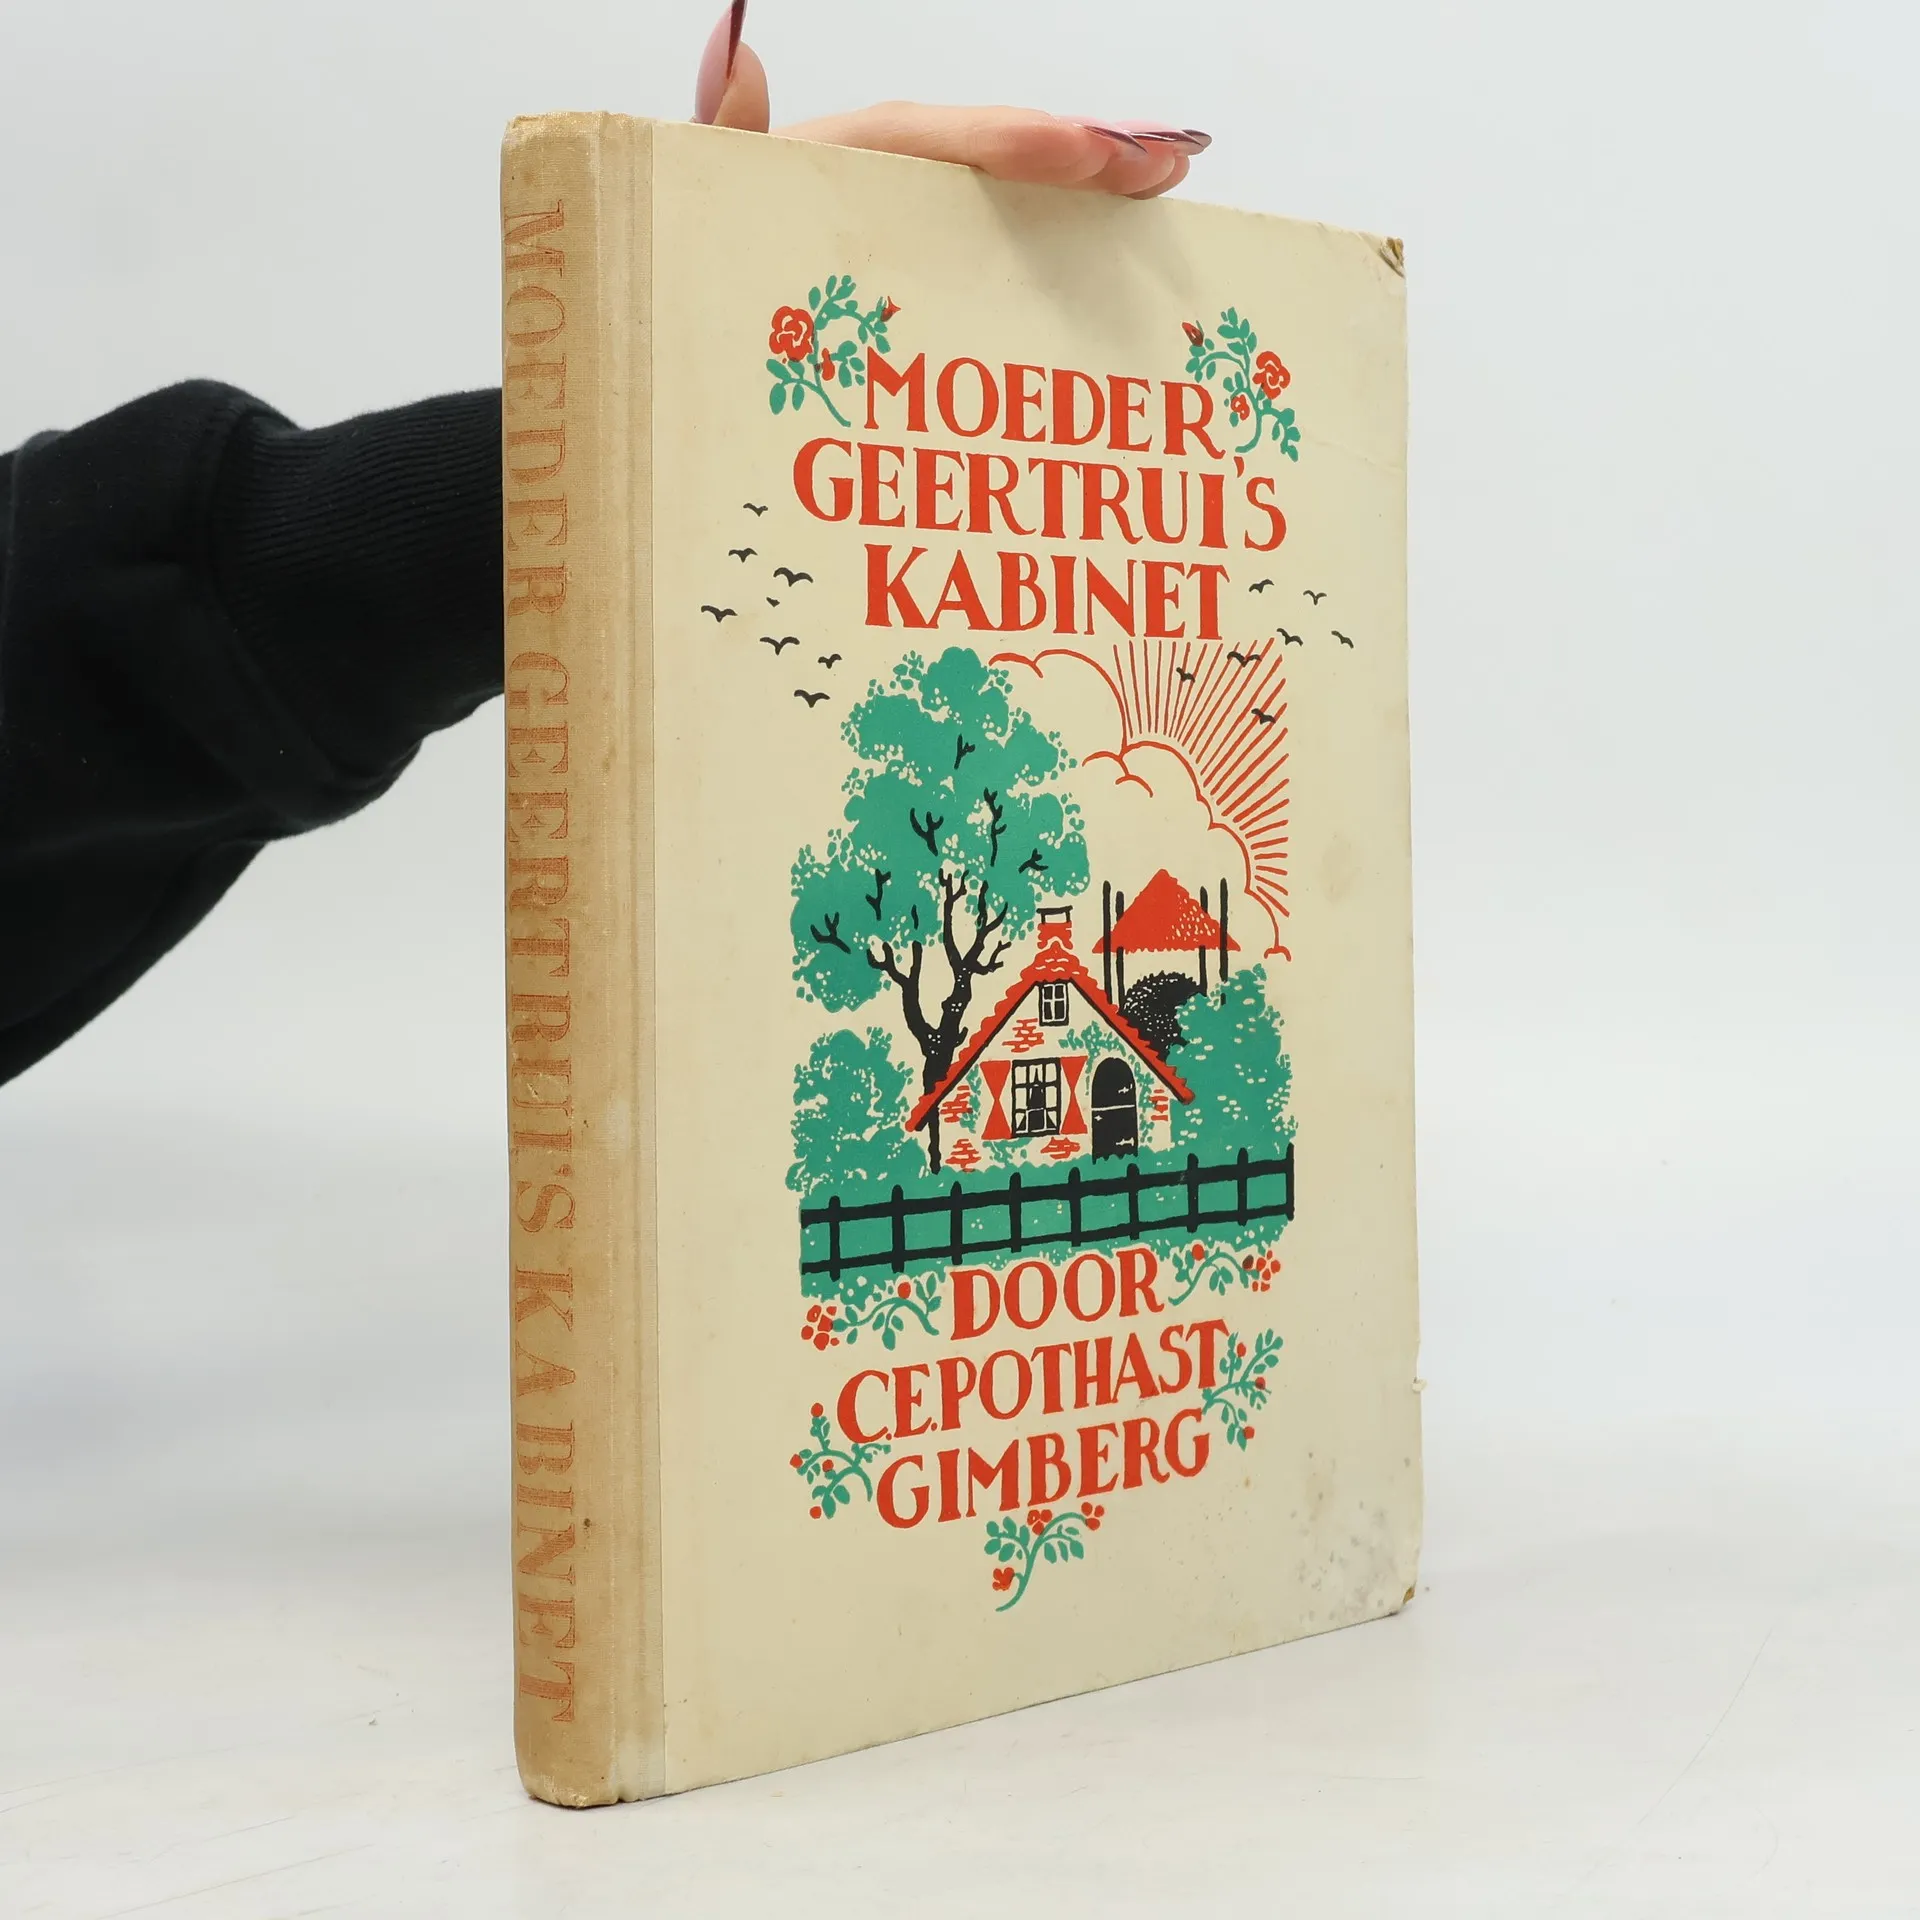 MOEDER GEERTRUI'S KABINET
MOEDER
GEERTRUI'S
KABINET
DOOR
C.E.POTHAST
GIMBERG